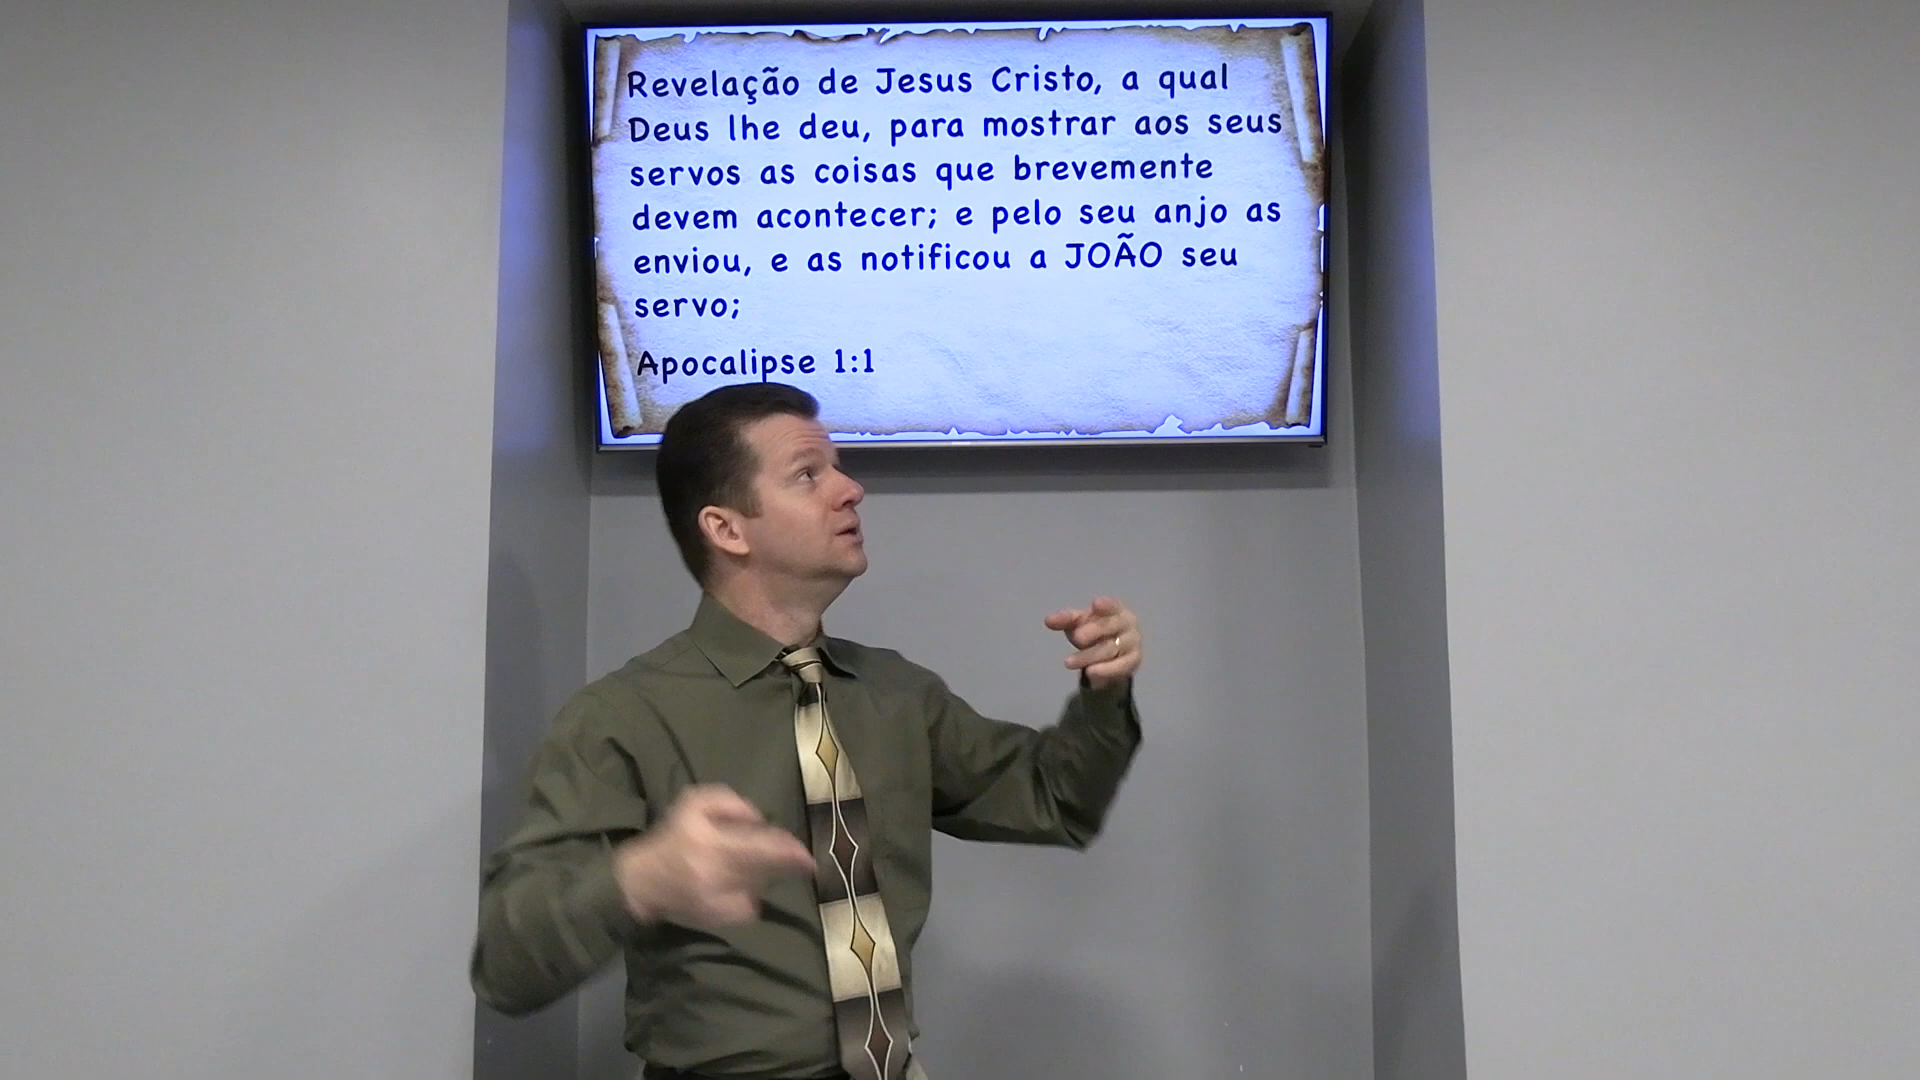 Revelação de Jesus Cristo, a qual
Deus lhe deu, para mostrar aos seus
servos as coisas que brevemente
devem acontecer; e pelo seu anjo as
enviou, e as notificou a JOÃO seu
servo;
Apocalipse 1:1